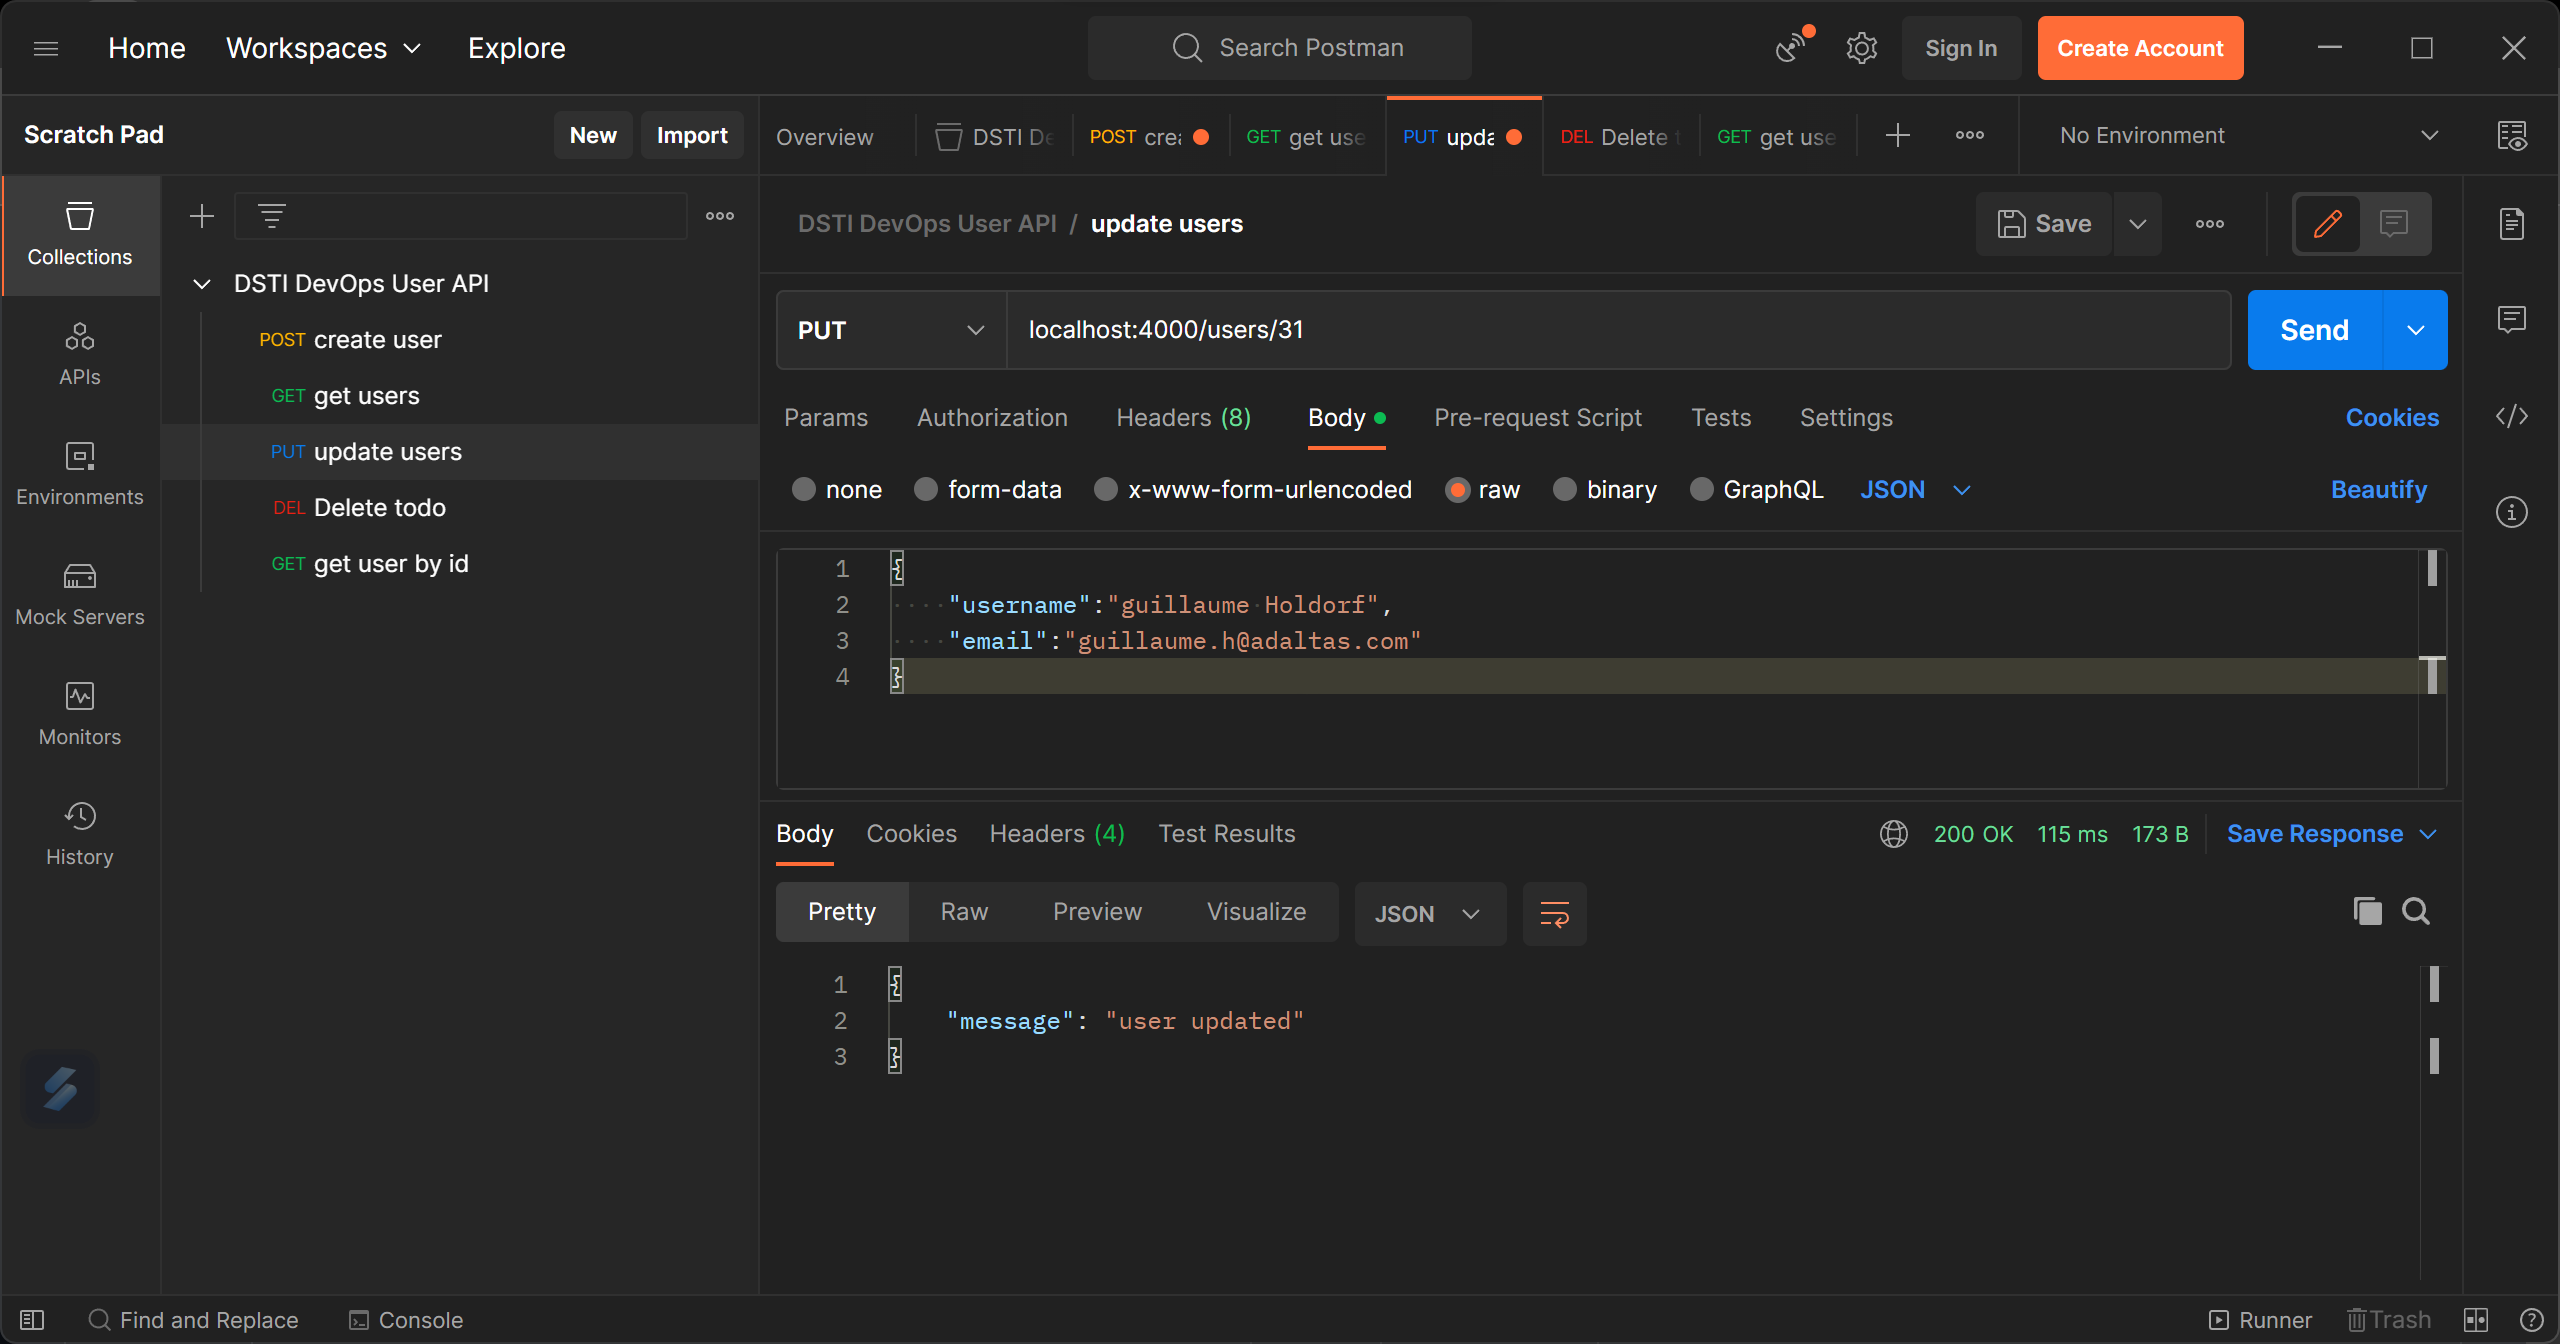 Home Workspaces Explore Search Postman Sign In Create Account
Scratch Pad New Import
Overview DSTI De POST crea GET get use PUT upda DEL Delete GET get use No Environment
Collections
APIs
Environments
Mock Servers
Monitors
History
DSTI DevOps User API
POST create user
GET get users
PUT update users
DEL Delete todo
GET get user by id
DSTI DevOps User API / update users Save
PUT localhost:4000/users/31 Send
Params Authorization Headers (8) Body Pre-request Script Tests Settings Cookies
none form-data x-www-form-urlencoded raw binary GraphQL JSON Beautify
1 {
2 "username":"guillaume Holdorf",
3 "email":"guillaume.h@adaltas.com"
4 }
Body Cookies Headers (4) Test Results 200 OK 115 ms 173 B Save Response
Pretty Raw Preview Visualize JSON
1 {
2 "message": "user updated"
3 }
Find and Replace Console Runner Trash